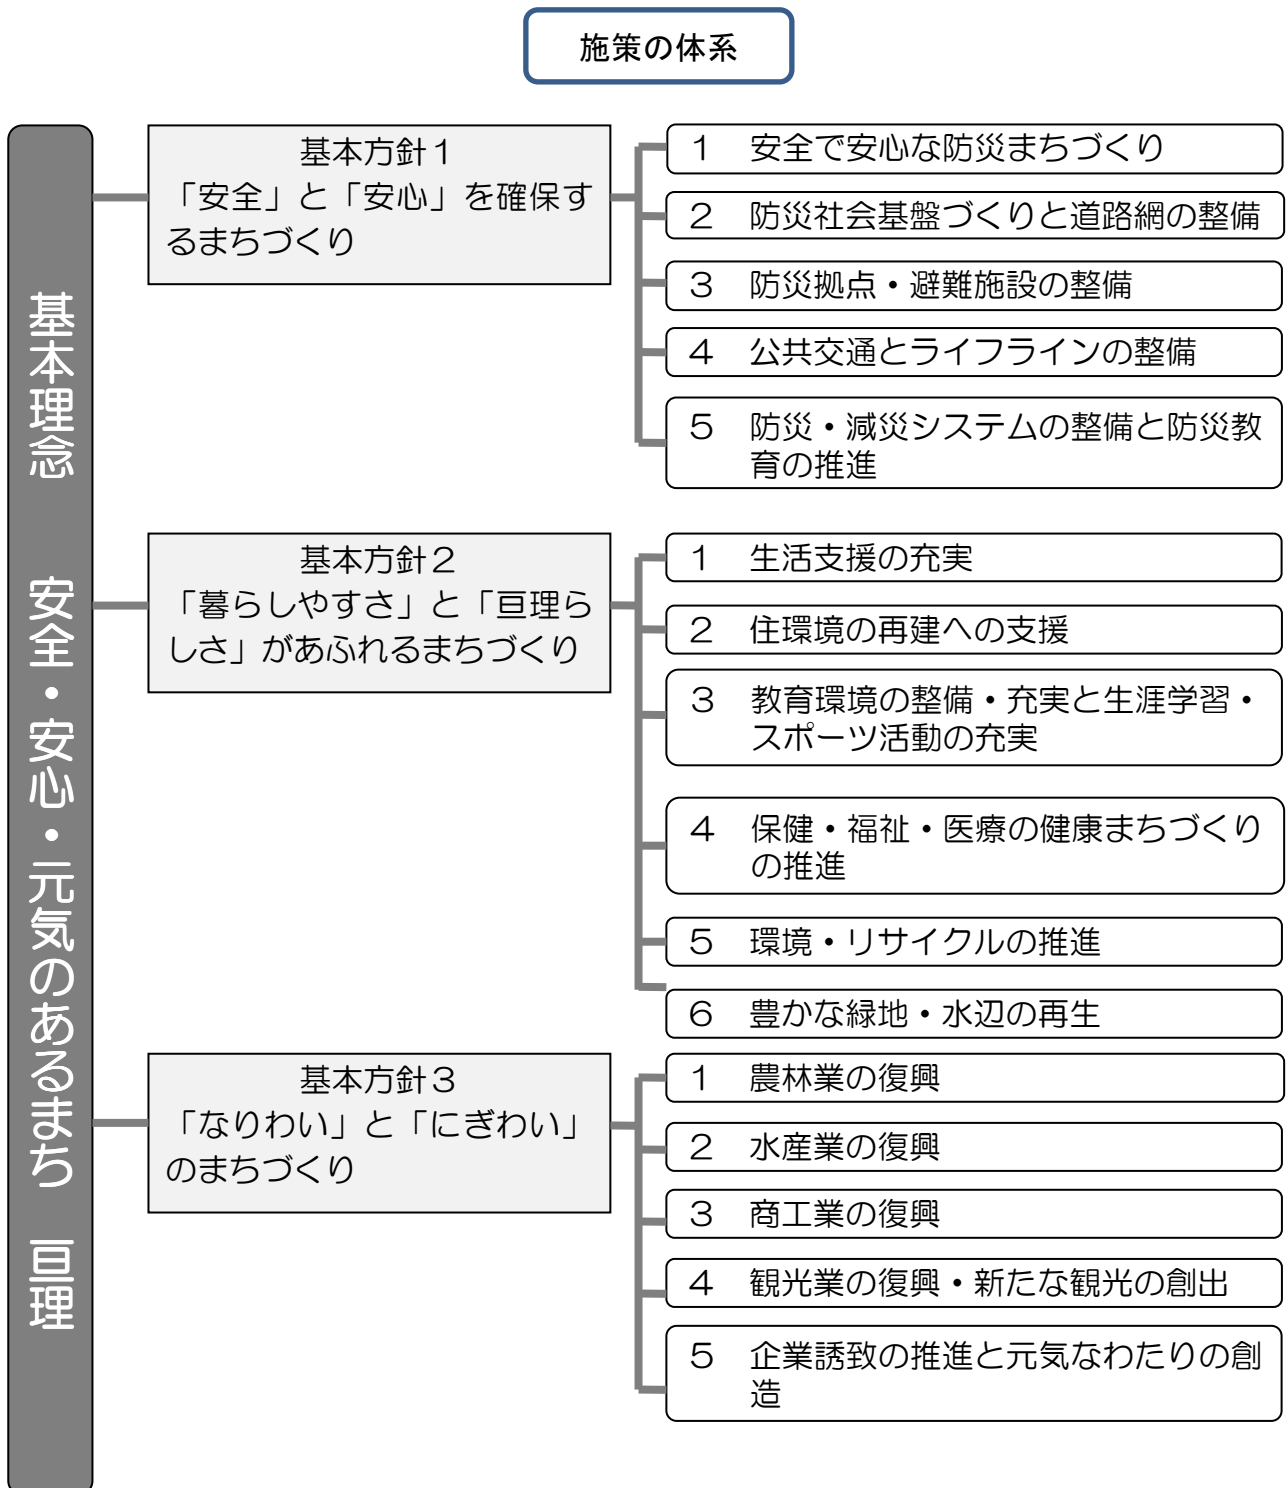 施策の体系
基本理念　安全・安心・元気のあるまち　亘理
基本方針１
「安全」と「安心」を確保す
るまちづくり
１　安全で安心な防災まちづくり
２　防災社会基盤づくりと道路網の整備
３　防災拠点・避難施設の整備
４　公共交通とライフラインの整備
５　防災・減災システムの整備と防災教
育の推進
基本方針２
「暮らしやすさ」と「亘理ら
しさ」があふれるまちづくり
１　生活支援の充実
２　住環境の再建への支援
３　教育環境の整備・充実と生涯学習・
スポーツ活動の充実
４　保健・福祉・医療の健康まちづくり
の推進
５　環境・リサイクルの推進
６　豊かな緑地・水辺の再生
基本方針３
「なりわい」と「にぎわい」
のまちづくり
１　農林業の復興
２　水産業の復興
３　商工業の復興
４　観光業の復興・新たな観光の創出
５　企業誘致の推進と元気なわたりの創
造